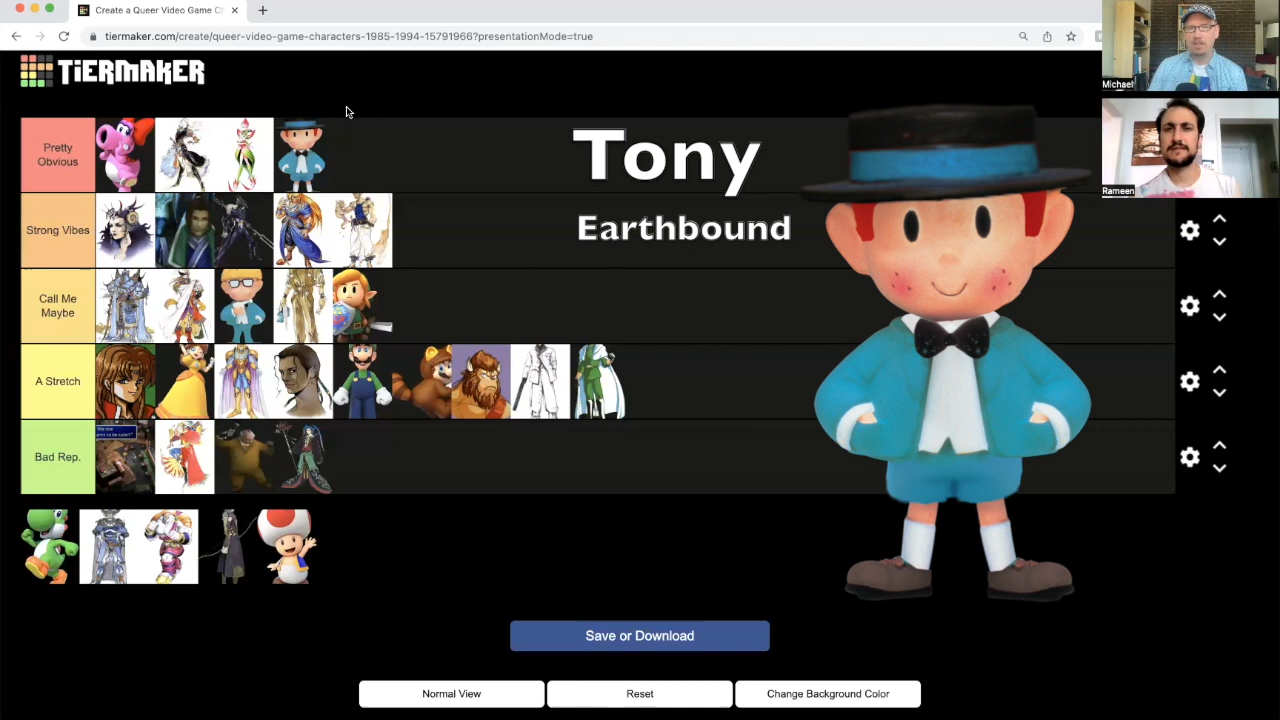 Create a Queer Video Game Ch
tiermaker.com/create/queer-video-game-characters-1985-1994-15791966?presentationMode=true
TiERMAKER
Michael
Rameen
Pretty
Obvious
Tony
Earthbound
Strong Vibes
Call Me
Maybe
A Stretch
Bad Rep.
Save or Download
Normal View
Reset
Change Background Color